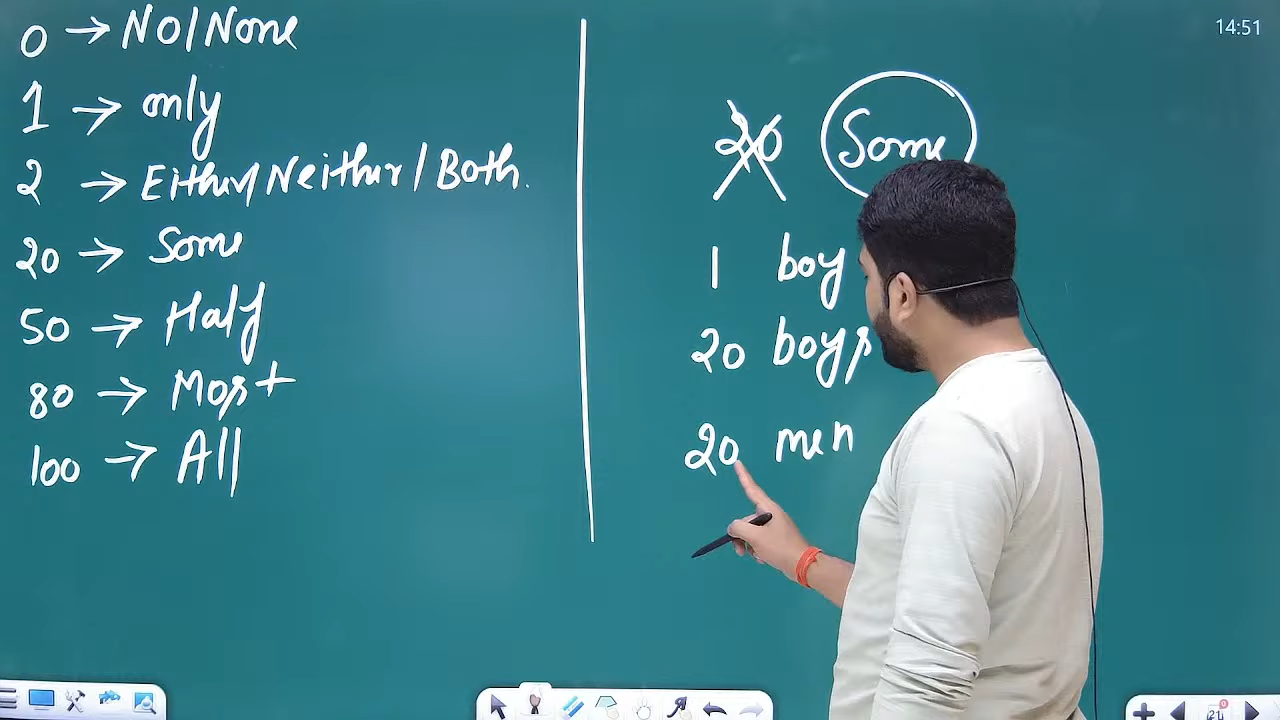 0 → NO/None
1 → only
2 → Either/Neither/Both.
20 → Some
50 → Half
80 → Most
100 → All
14:51
20 Some
1 boy
20 boys
20 men
21